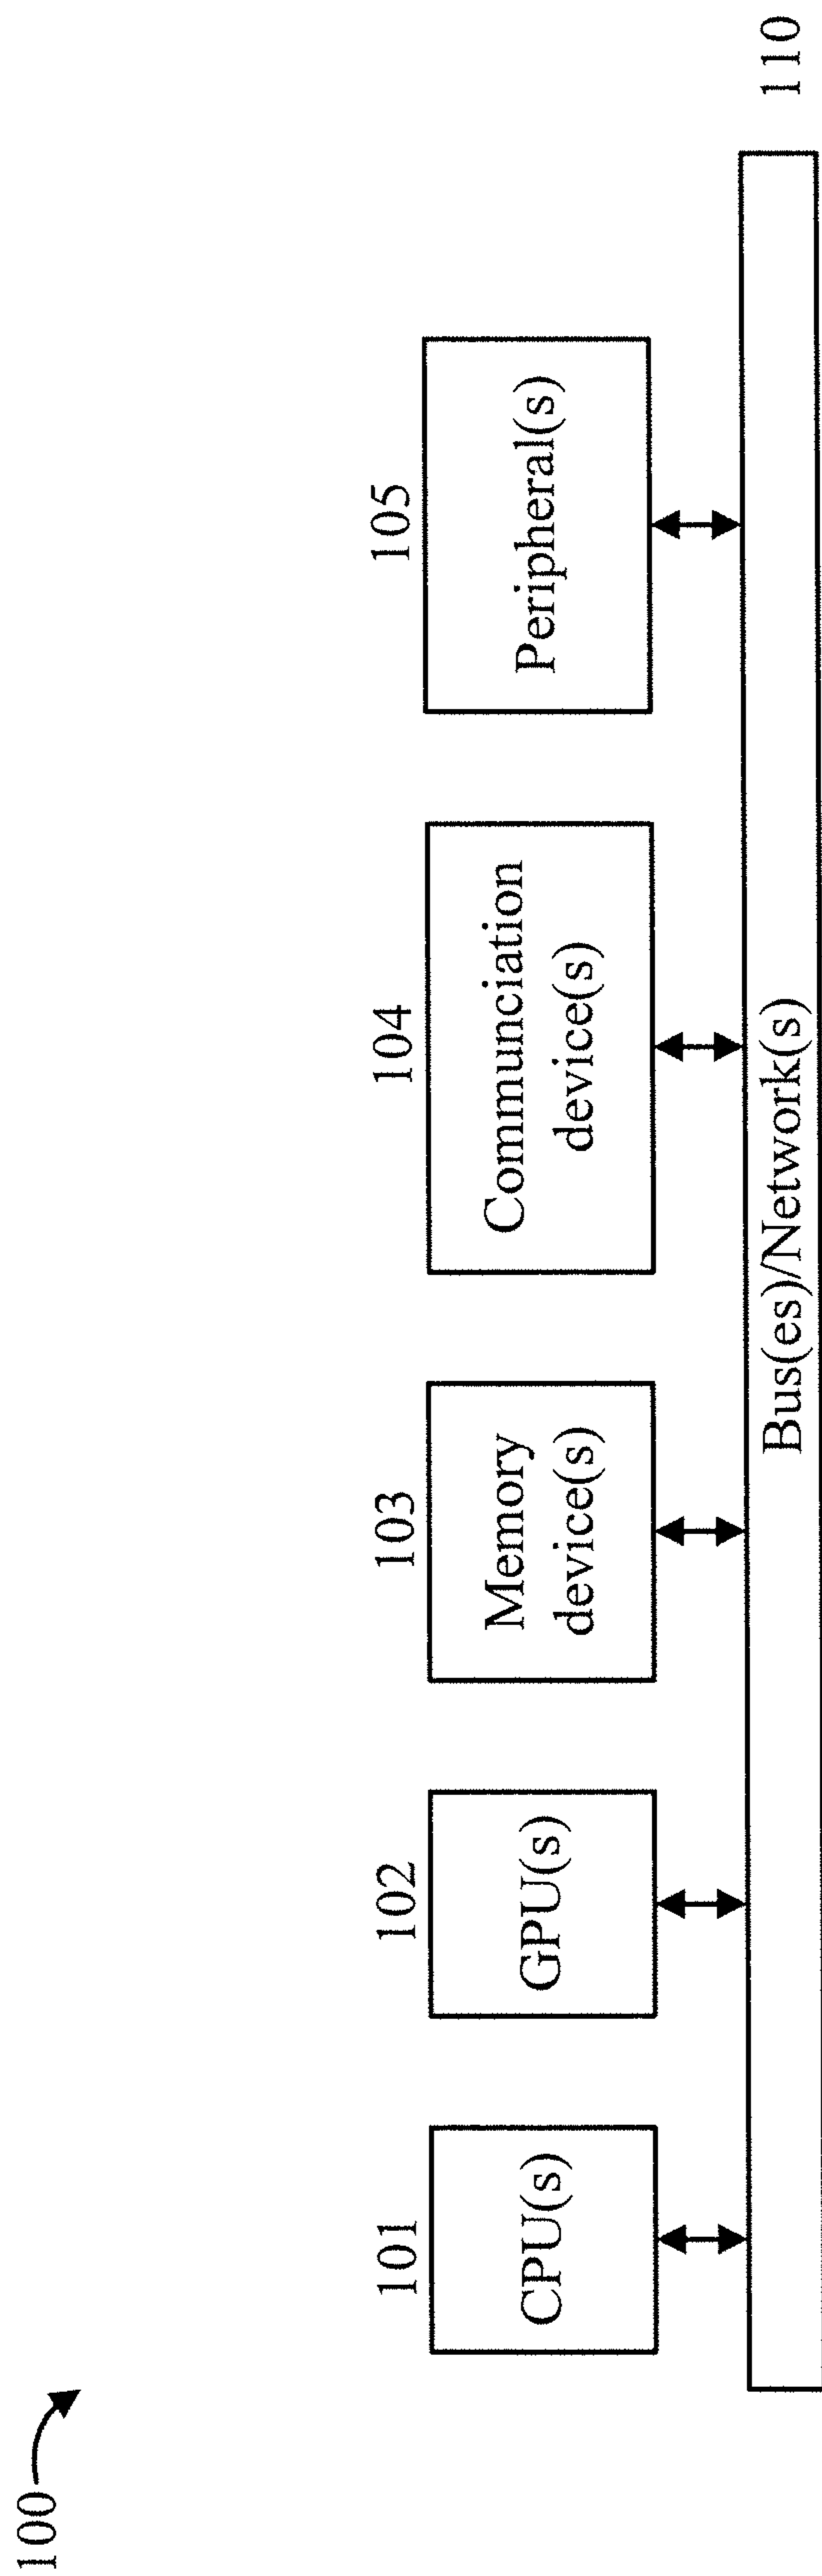 100
101
CPU(s)
102
GPU(s)
103
Memory
device(s)
104
Communciation
device(s)
105
Peripheral(s)
Bus(es)/Network(s)
110